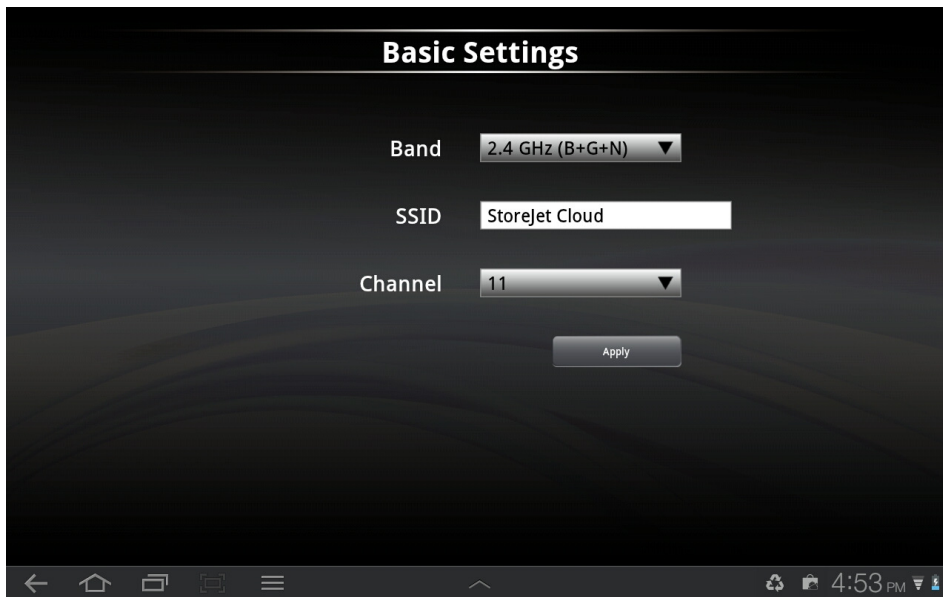 Basic Settings
Band 2.4 GHz (B+G+N)
SSID StoreJet Cloud
Channel 11
Apply
4:53 PM